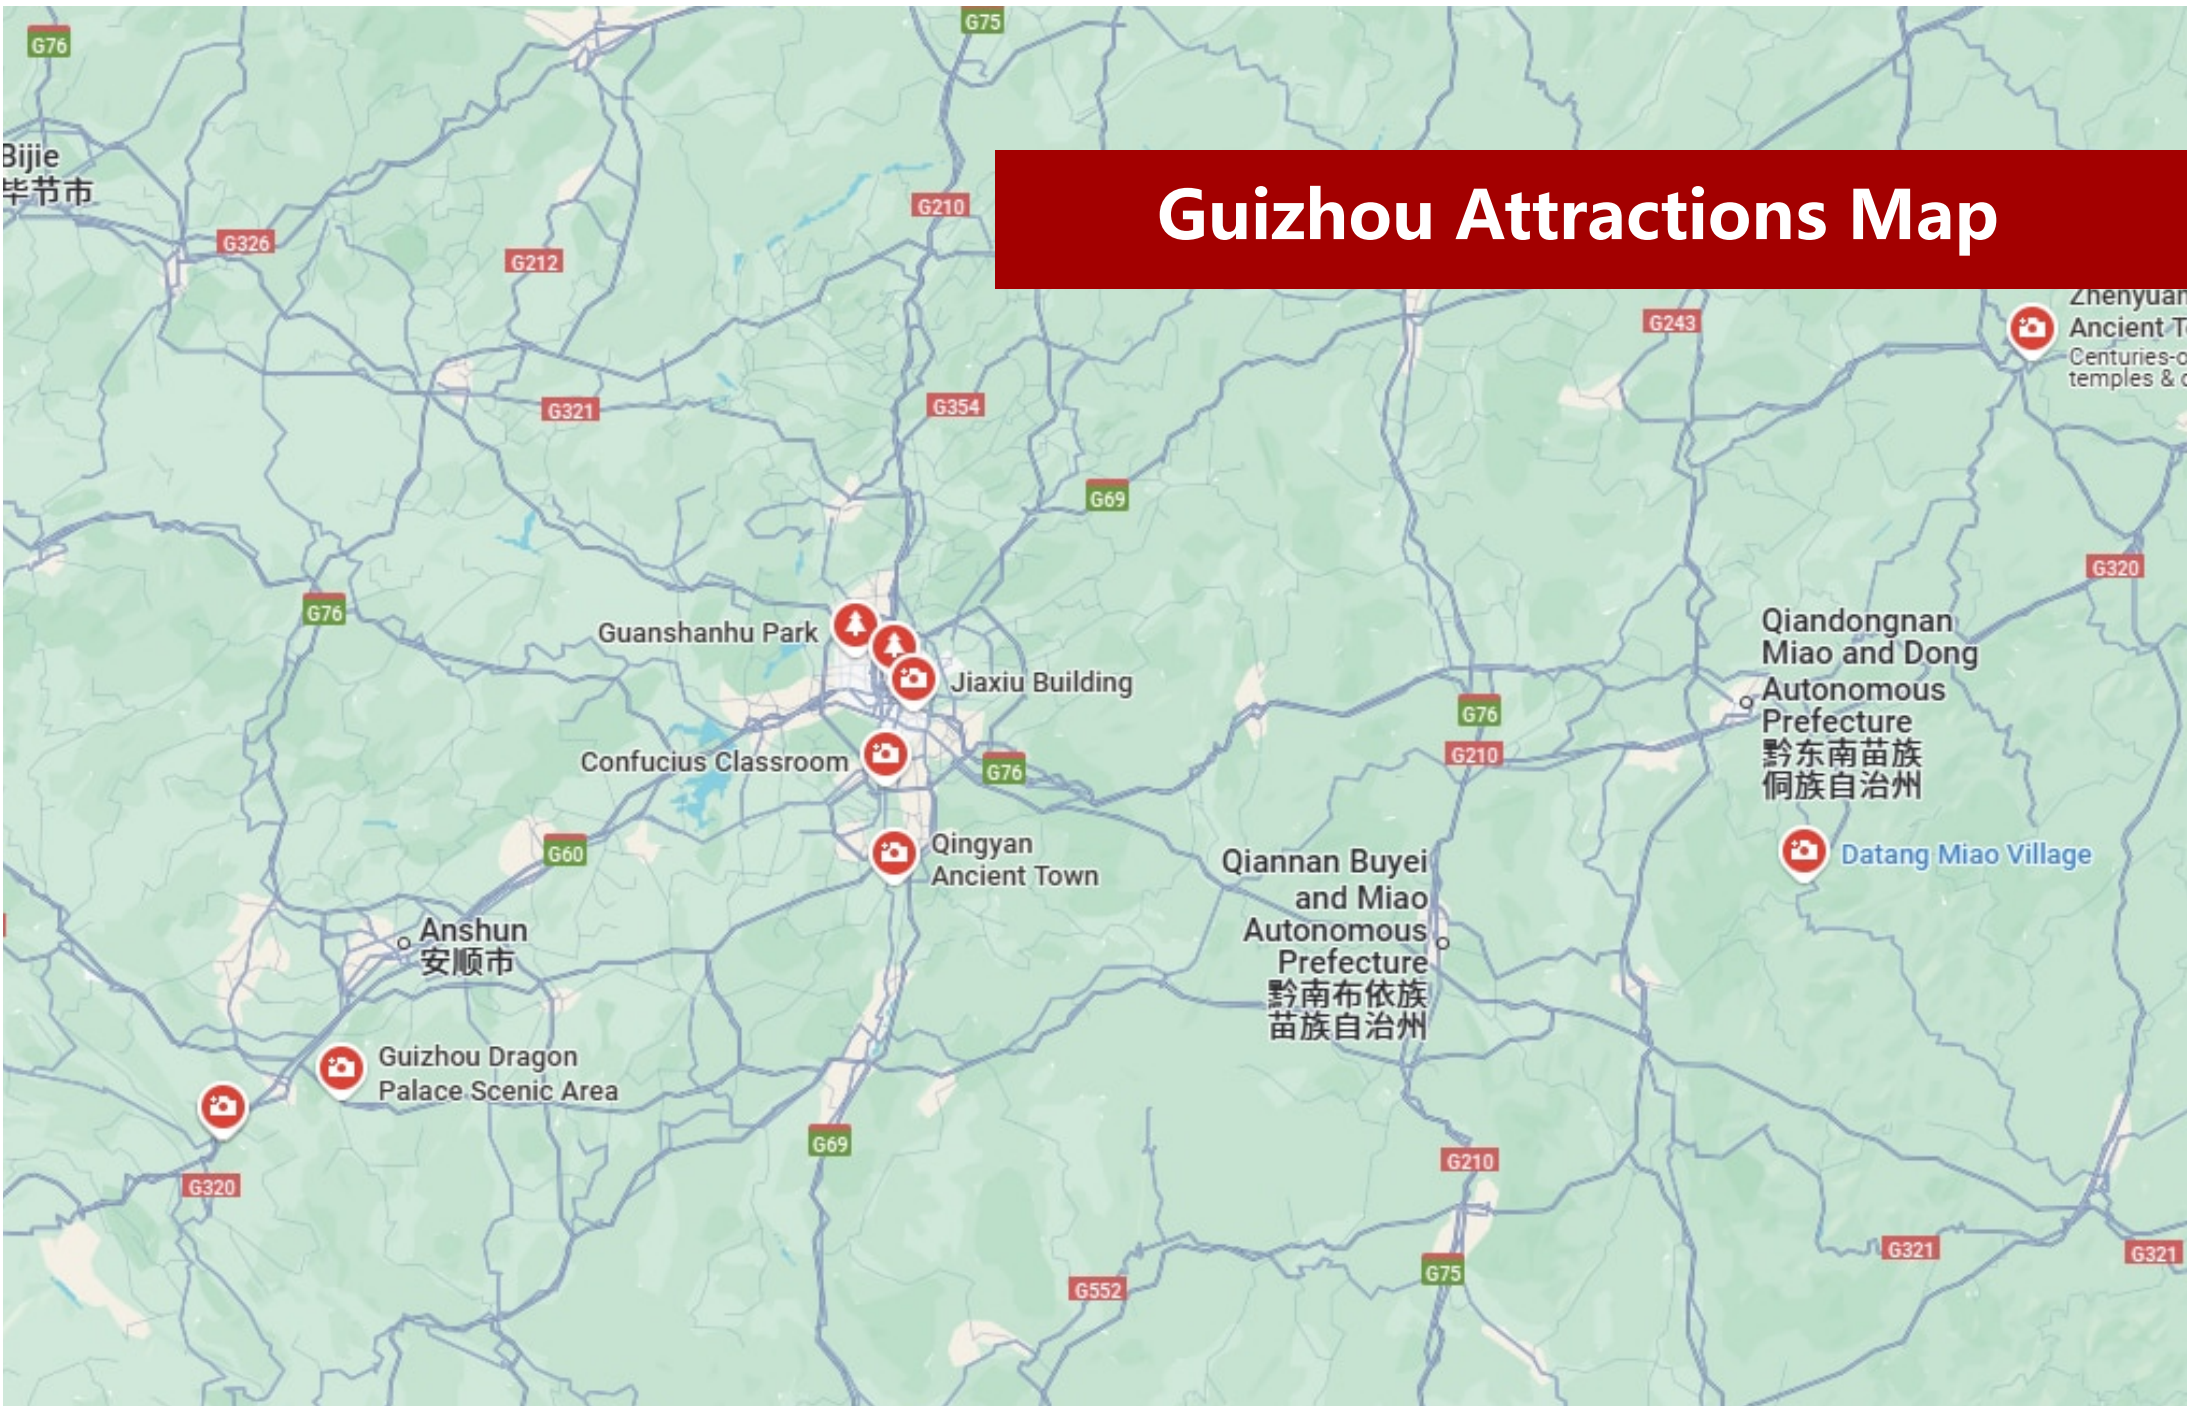 G76
G75
Bijie
毕节市
G210
Guizhou Attractions Map
G326
G212
Zhenyuan
Ancient
Centuries-
temples &
G243
G321
G354
G69
G320
G76
Guanshanhu Park
Qiandongnan
Miao and Dong
Autonomous
Prefecture
黔东南苗族
侗族自治州
Jiaxiu Building
G76
G210
Confucius Classroom
G76
G60
Qingyan
Ancient Town
Qiannan Buyei
and Miao
Autonomous
Prefecture
黔南布依族
苗族自治州
Datang Miao Village
Anshun
安顺市
Guizhou Dragon
Palace Scenic Area
G69
G320
G210
G321
G321
G75
G552